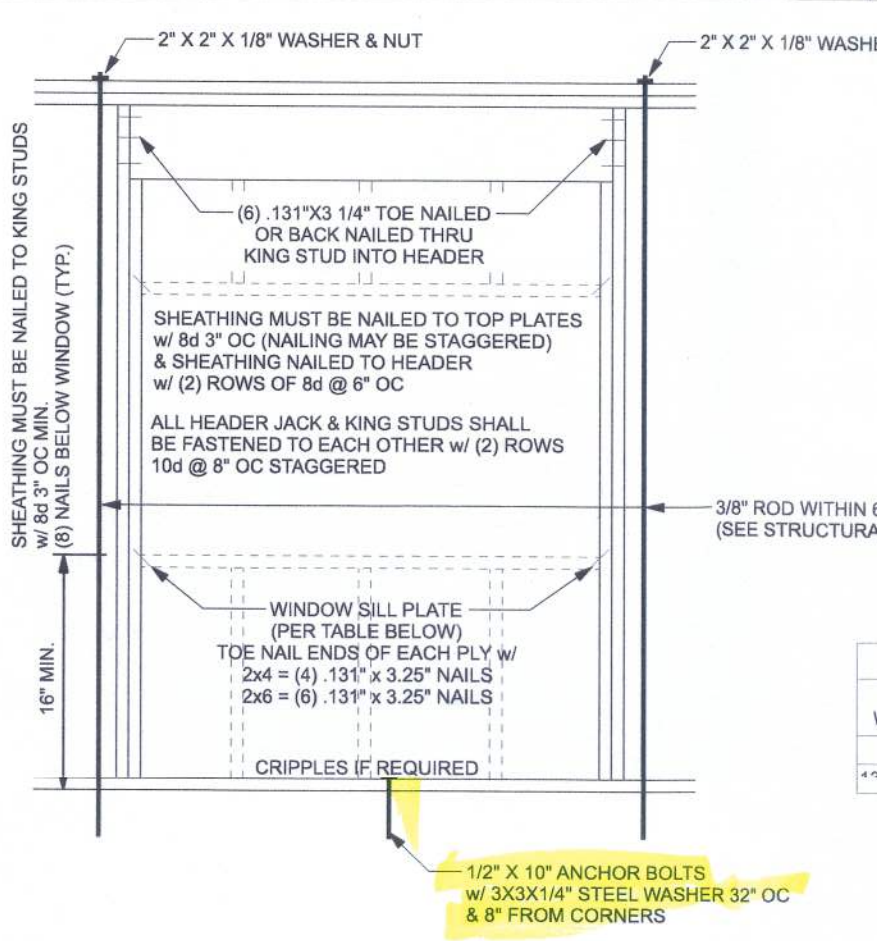 2" X 2" X 1/8" WASHER & NUT
2" X 2" X 1/8"
SHEATHING MUST BE NAILED TO KING STUDS
w/ 8d 3" OC MIN.
(8) NAILS BELOW WINDOW (TYP.)
(6) .131"X3 1/4" TOE NAILED
OR BACK NAILED THRU
KING STUD INTO HEADER
SHEATHING MUST BE NAILED TO TOP PLATES
w/ 8d 3" OC (NAILING MAY BE STAGGERED)
& SHEATHING NAILED TO HEADER
w/ (2) ROWS OF 8d @ 6" OC
ALL HEADER JACK & KING STUDS SHALL
BE FASTENED TO EACH OTHER w/ (2) ROWS
10d @ 8" OC STAGGERED
3/8" ROD WITHIN
(SEE
16" MIN.
WINDOW SILL PLATE
(PER TABLE BELOW)
TOE NAIL ENDS OF EACH PLY w/
2x4 = (4) .131" x 3.25" NAILS
2x6 = (6) .131" x 3.25" NAILS
CRIPPLES IF REQUIRED
1/2" X 10" ANCHOR BOLTS
w/ 3X3X1/4" STEEL WASHER 32" OC
& 8" FROM CORNERS